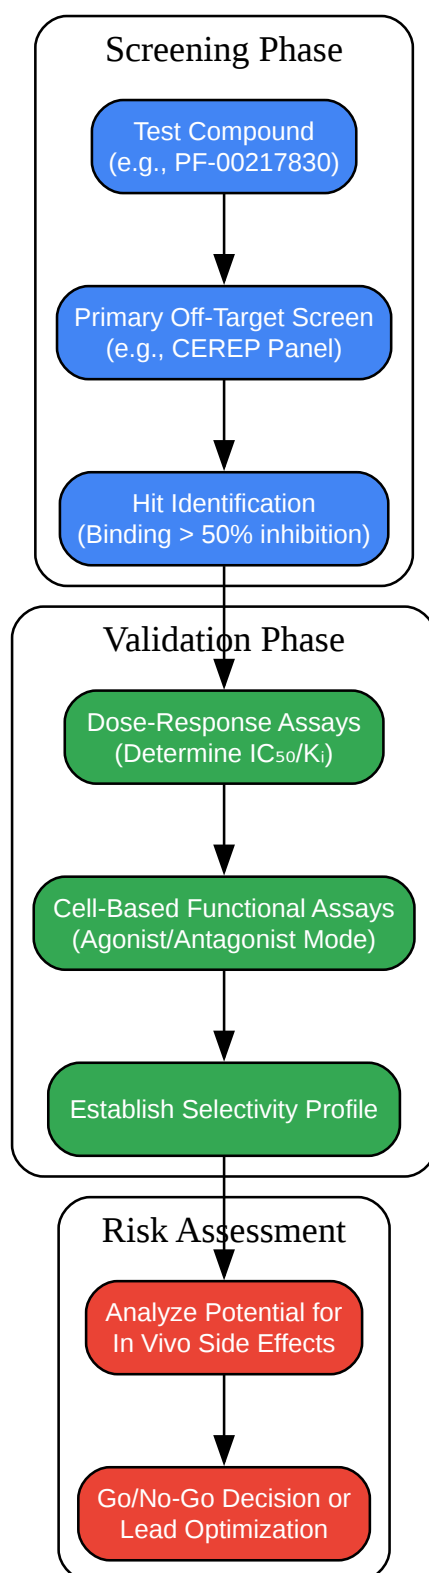 Screening Phase
Test Compound
(e.g., PF-00217830)
Primary Off-Target Screen
(e.g., CEREP Panel)
Hit Identification
(Binding > 50% inhibition)
Validation Phase
Dose-Response Assays
(Determine IC₅₀/Kᵢ)
Cell-Based Functional Assays
(Agonist/Antagonist Mode)
Establish Selectivity Profile
Risk Assessment
Analyze Potential for
In Vivo Side Effects
Go/No-Go Decision or
Lead Optimization